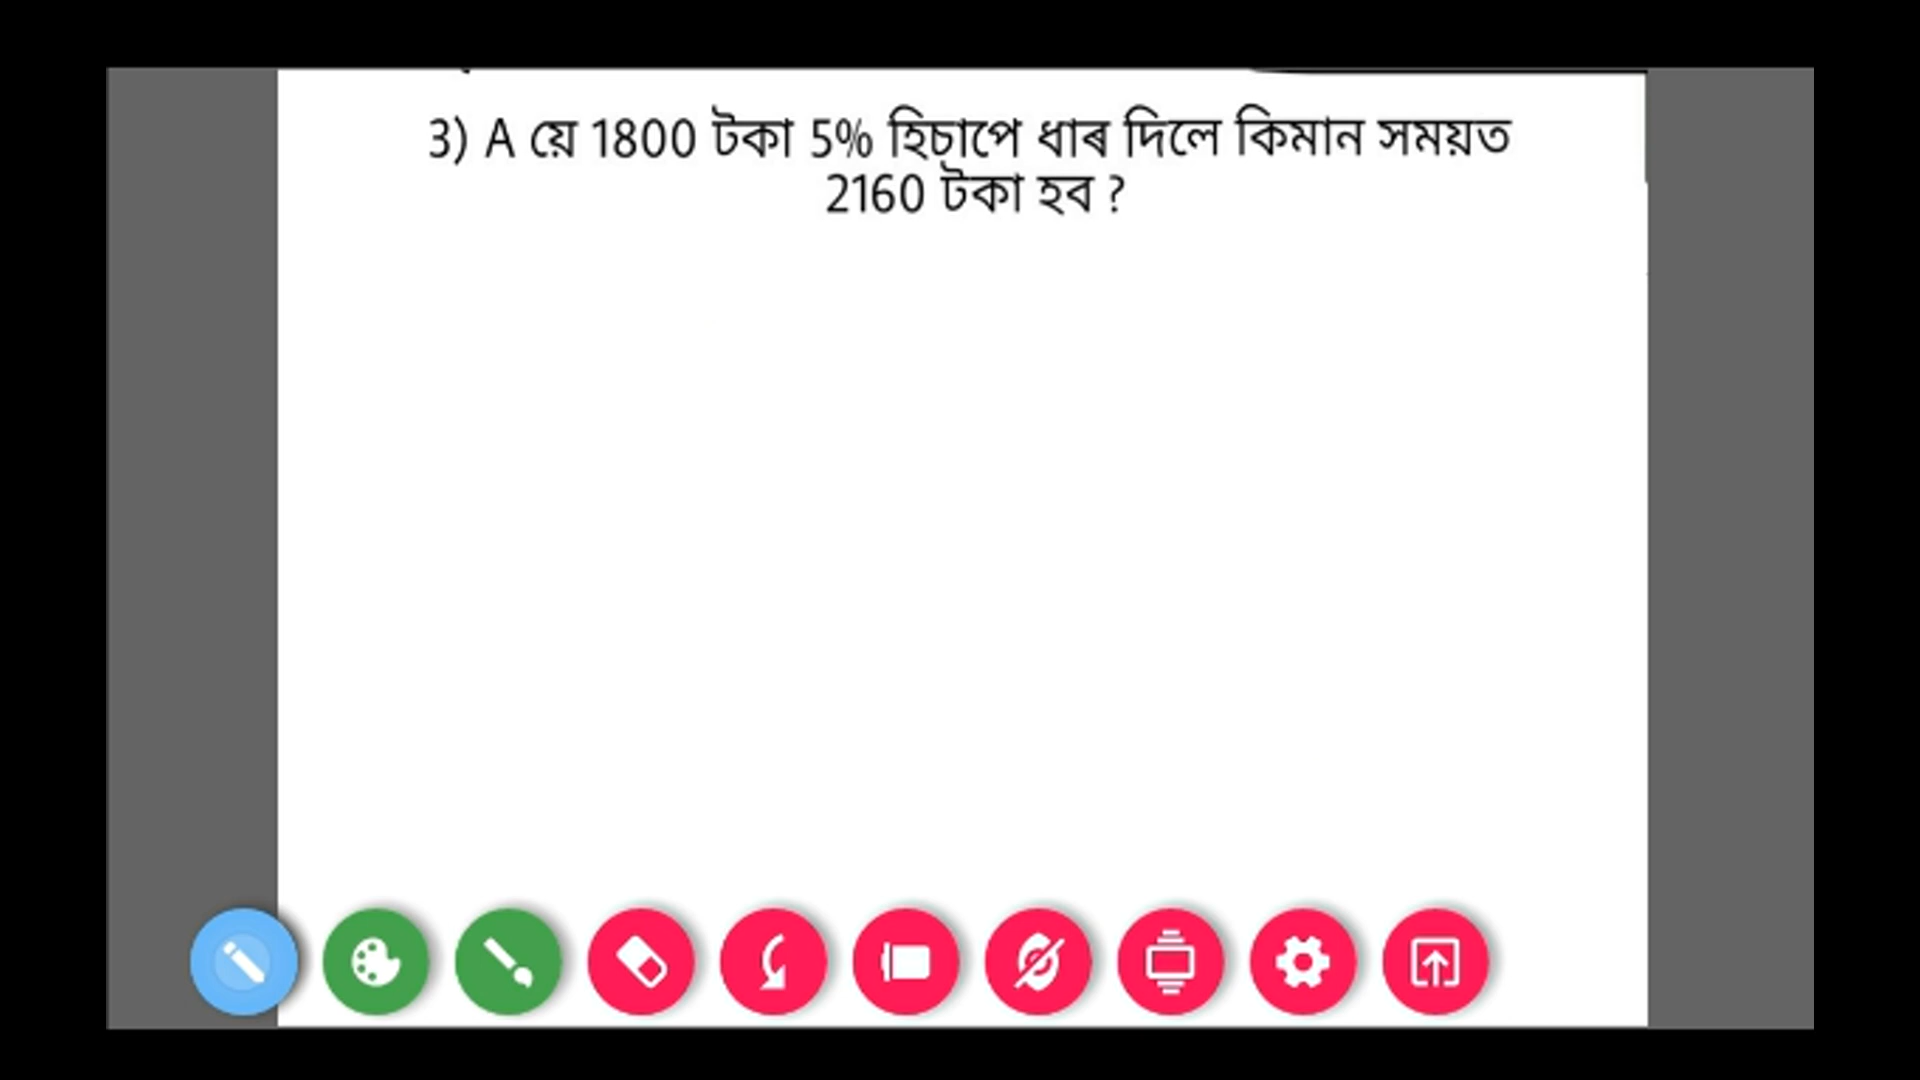 3) A য়ে 1800 টকা 5% হিচাপে ধাৰ দিলে কিমান সময়ত
2160 টকা হব ?